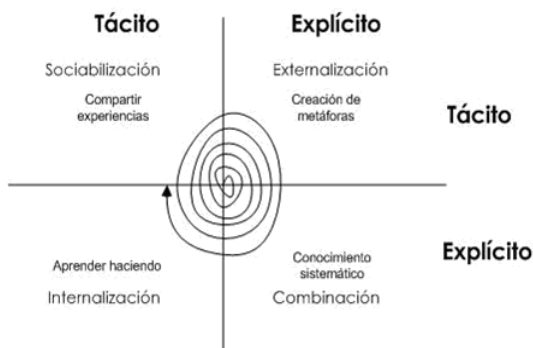 Tácito
Explícito
Sociabilización
Externalización
Compartir
experiencias
Creación de
metáforas
Tácito
Explícito
Aprender haciendo
Conocimiento
sistemático
Internalización
Combinación